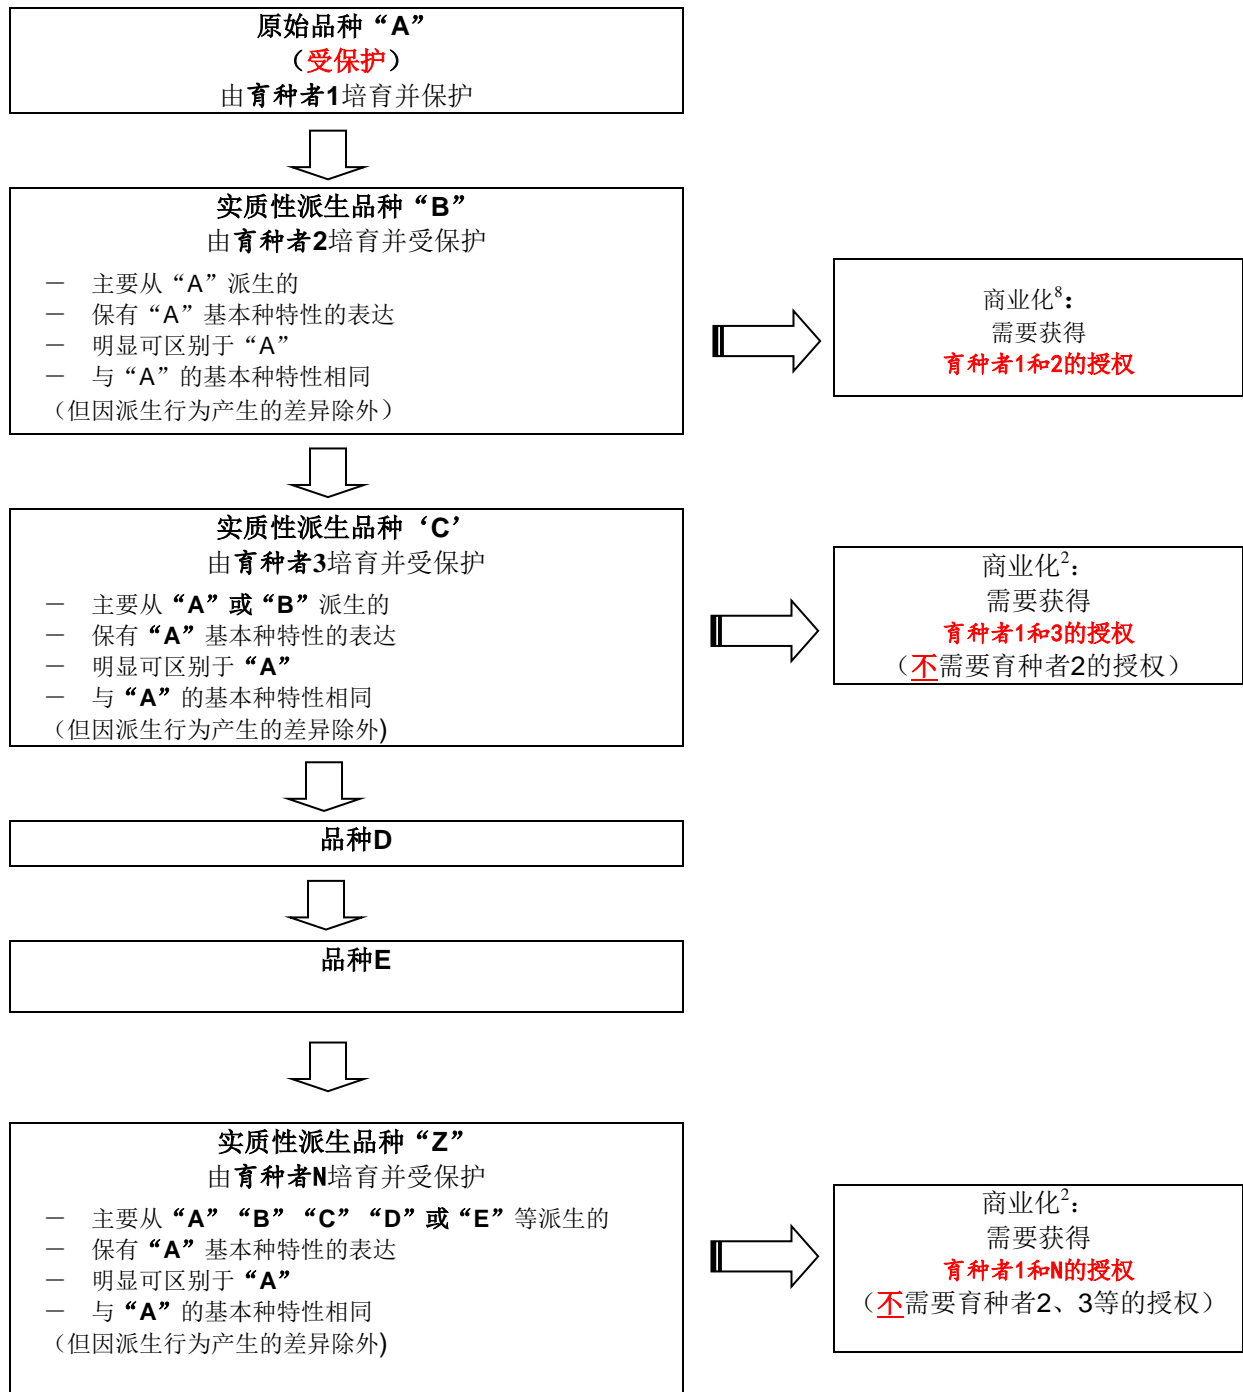 原始品种“A”
（受保护）
由育种者1培育并保护
实质性派生品种“B”
由育种者2培育并受保护
－ 主要从“A”派生的
－ 保有“A”基本种特性的表达
－ 明显可区别于“A”
－ 与“A”的基本种特性相同
（但因派生行为产生的差异除外）
商业化⁸：
需要获得
育种者1和2的授权
实质性派生品种‘C’
由育种者3培育并受保护
－ 主要从“A”或“B”派生的
－ 保有“A”基本种特性的表达
－ 明显可区别于“A”
－ 与“A”的基本种特性相同
（但因派生行为产生的差异除外)
商业化²：
需要获得
育种者1和3的授权
（不需要育种者2的授权）
品种D
品种E
实质性派生品种“Z”
由育种者N培育并受保护
－ 主要从“A”“B”“C”“D”或“E”等派生的
－ 保有“A”基本种特性的表达
－ 明显可区别于“A”
－ 与“A”的基本种特性相同
（但因派生行为产生的差异除外)
商业化²：
需要获得
育种者1和N的授权
（不需要育种者2、3等的授权）